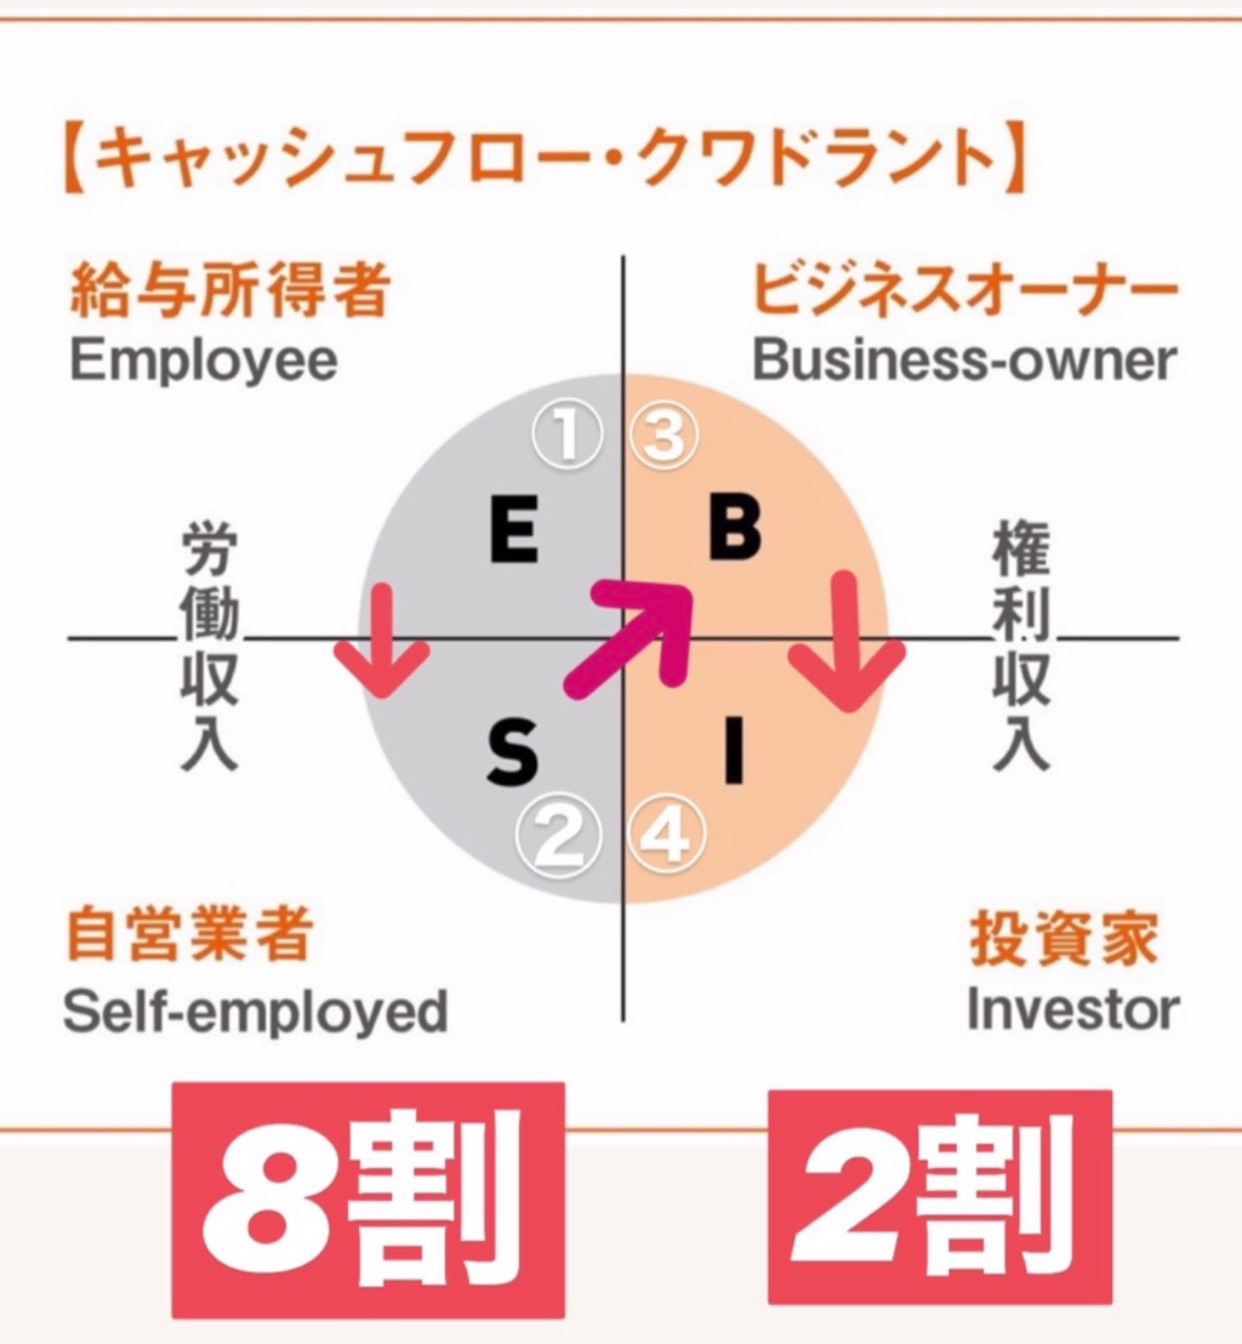 【キャッシュフロー・クワドラント】
給与所得者
Employee
ビジネスオーナー
Business-owner
①
③
E
B
労働収入
権利収入
S
I
②
④
自営業者
Self-employed
投資家
Investor
8割
2割